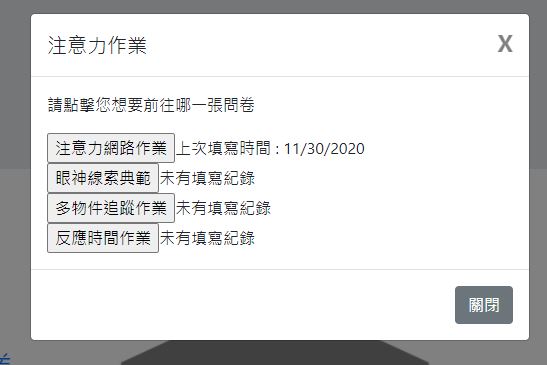 注意力作業
X
請點擊您想要前往哪一張問卷
注意力網路作業 上次填寫時間 : 11/30/2020
眼神線索典範 未有填寫紀錄
多物件追蹤作業 未有填寫紀錄
反應時間作業 未有填寫紀錄
關閉